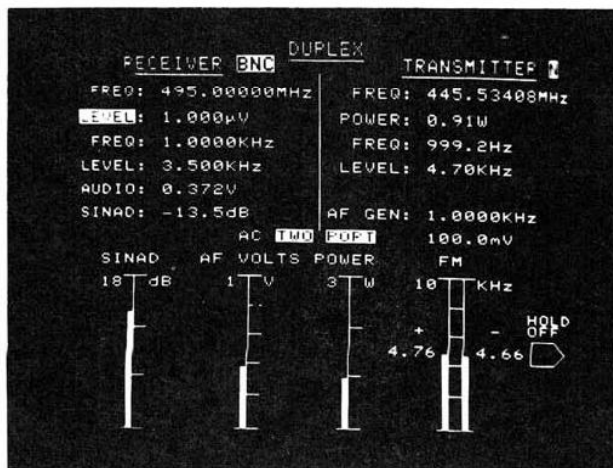 DUPLEX
RECEIVER BNC
FREQ: 495.00000MHz
LEVEL: 1.000µV
FREQ: 1.0000KHz
LEVEL: 3.500KHz
AUDIO: 0.372V
SINAD: -13.5dB
TRANSMITTER N
FREQ: 445.53408MHz
POWER: 0.91W
FREQ: 999.2Hz
LEVEL: 4.70KHz
AF GEN: 1.0000KHz
100.0mV
AC TWO PORT
SINAD AF VOLTS POWER FM
18 dB 1 V 3 W 10 KHz
+ -
4.76 4.66
HOLD
OFF